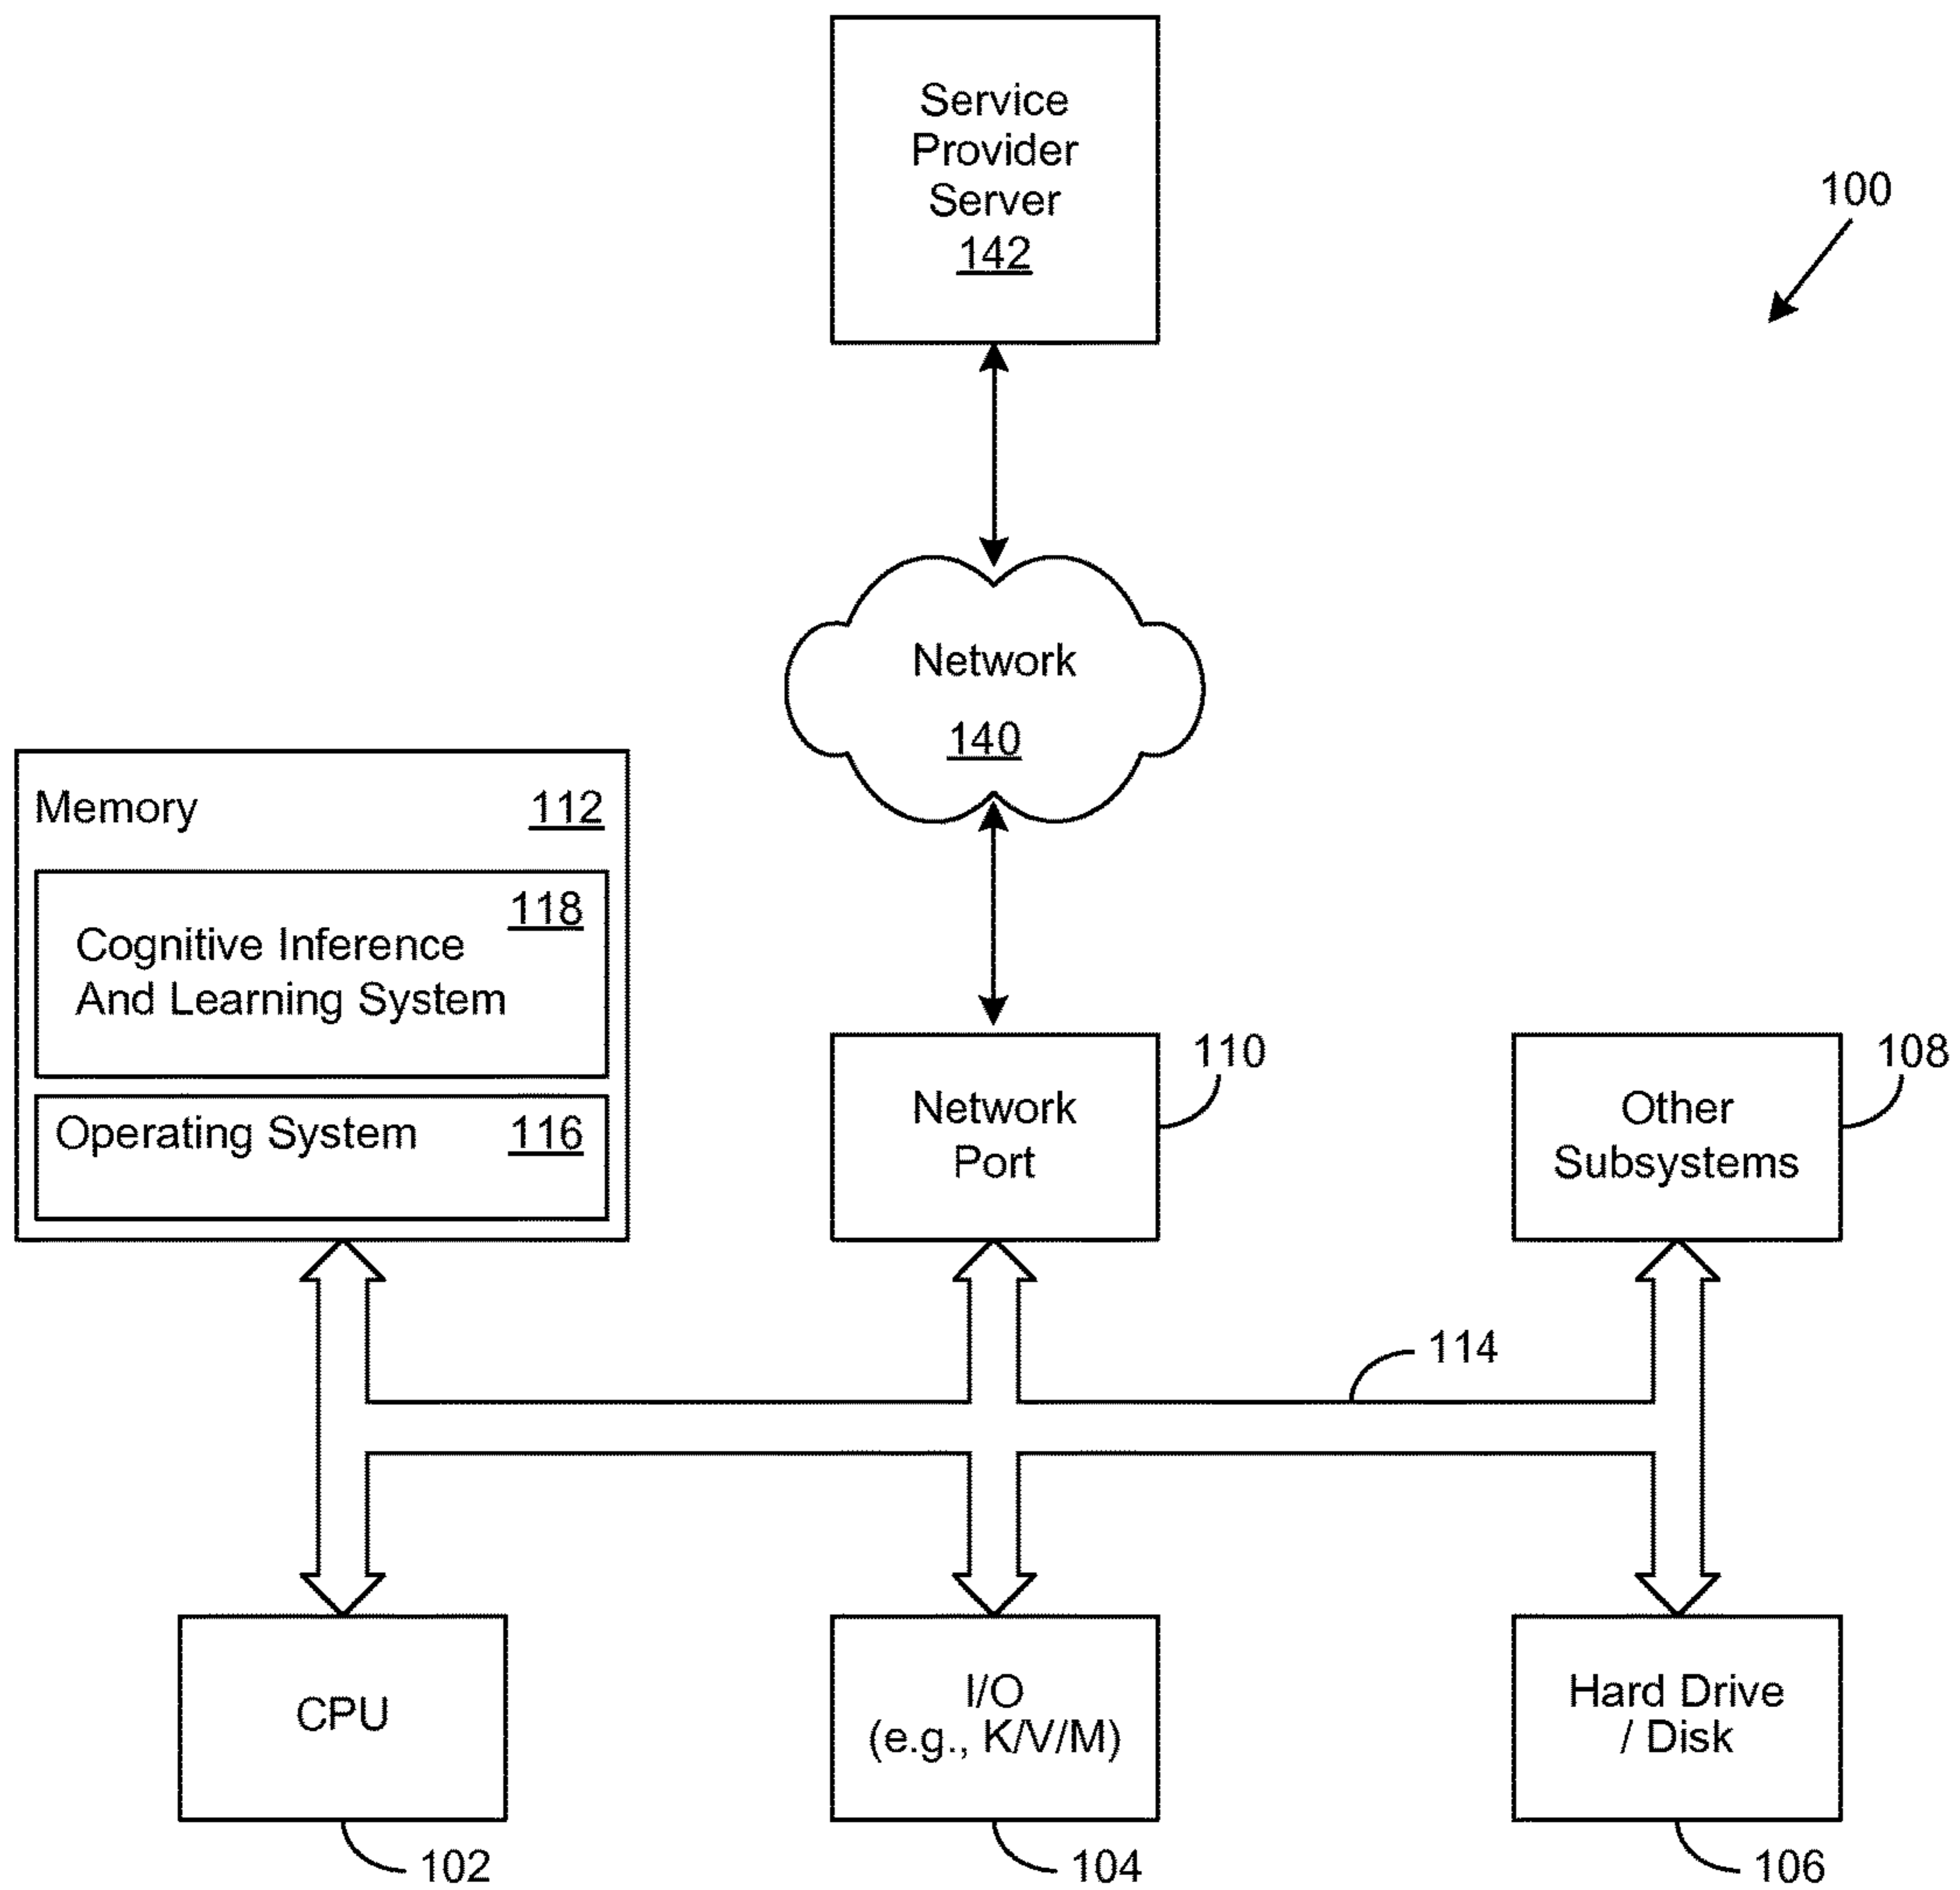 Service
Provider
Server
142
100
Network
140
Memory 112
118
Cognitive Inference
And Learning System
Operating System 116
Network
Port
110
Other
Subsystems
108
114
CPU
102
I/O
(e.g., K/V/M)
104
Hard Drive
/ Disk
106